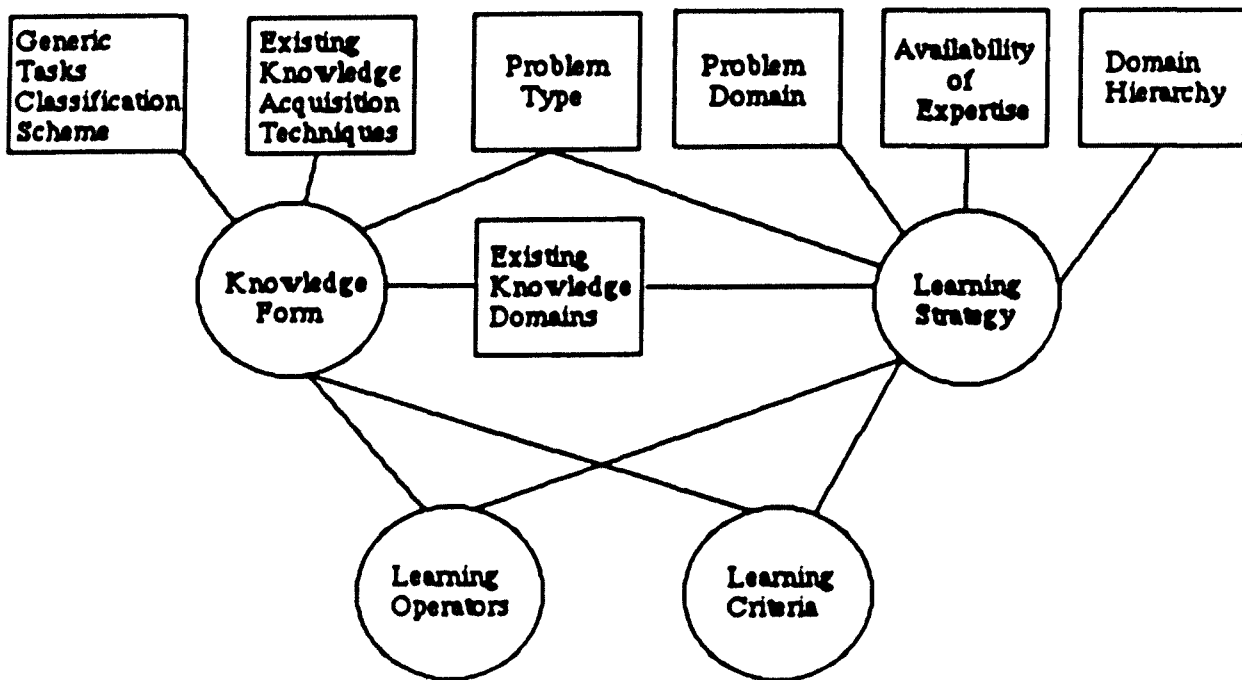 Generic
Tasks
Classification
Scheme
Existing
Knowledge
Acquisition
Techniques
Problem
Type
Problem
Domain
Availability
of
Expertise
Domain
Hierarchy
Knowledge
Form
Existing
Knowledge
Domains
Learning
Strategy
Learning
Operators
Learning
Criteria